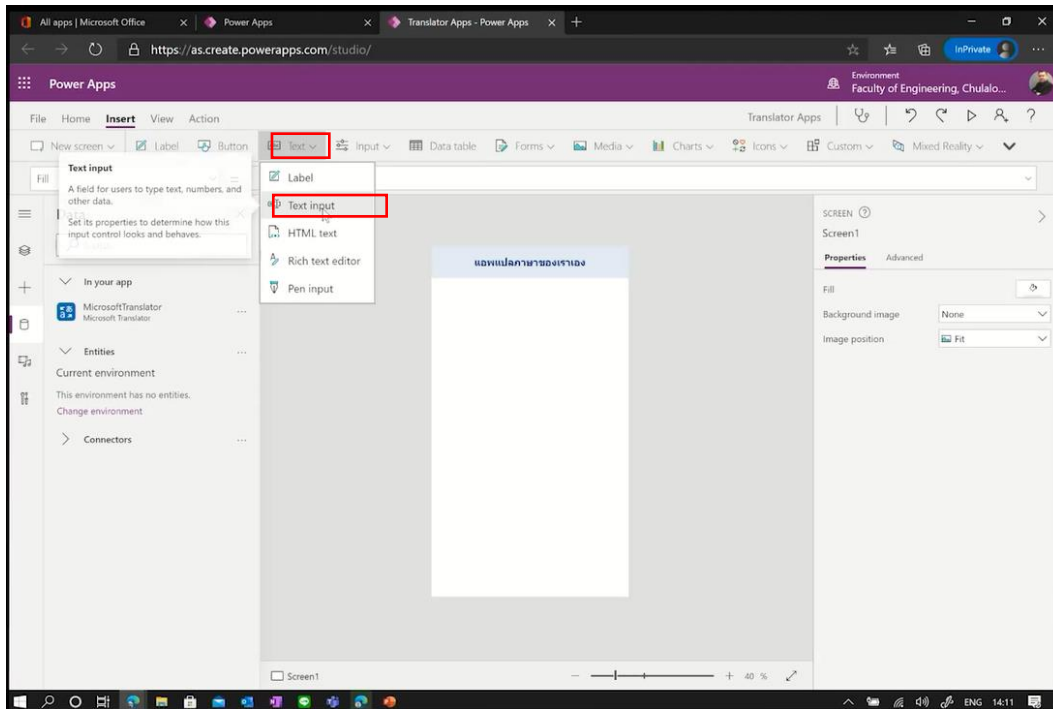 All apps | Microsoft Office
Power Apps
Translator Apps - Power Apps
https://as.create.powerapps.com/studio/
InPrivate
Power Apps
Environment
Faculty of Engineering, Chulalo...
File Home Insert View Action
Translator Apps
New screen Label Button Text Input Data table Forms Media Charts Icons Custom Mixed Reality
Fill
Text input
A field for users to type text, numbers, and
other data.
Set its properties to determine how this
input control looks and behaves.
Label
Text input
HTML text
Rich text editor
Pen input
In your app
MicrosoftTranslator
Microsoft Translator
Entities
Current environment
This environment has no entities.
Change environment
Connectors
แอพแปลภาษาของเราเอง
SCREEN
Screen1
Properties Advanced
Fill
Background image None
Image position Fit
Screen1
40 %
ENG 14:11